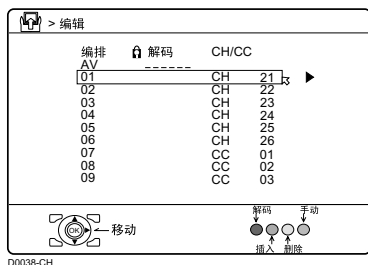 > 编辑
编排 解码 CH/CC
AV ------
01 CH 21
02 CH 22
03 CH 23
04 CH 24
05 CH 25
06 CH 26
07 CC 01
08 CC 02
09 CC 03
解码 手动
OK 移动
插入 删除
D0038-CH